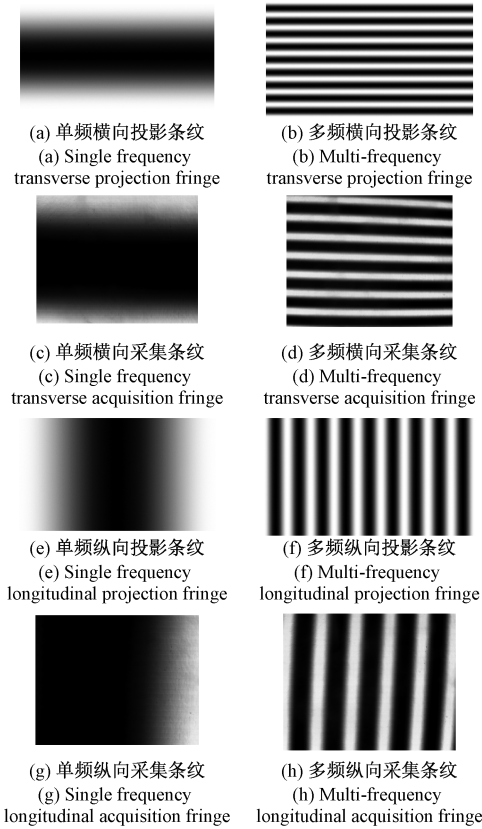 (a) 单频横向投影条纹
(a) Single frequency
transverse projection fringe
(b) 多频横向投影条纹
(b) Multi-frequency
transverse projection fringe
(c) 单频横向采集条纹
(c) Single frequency
transverse acquisition fringe
(d) 多频横向采集条纹
(d) Multi-frequency
transverse acquisition fringe
(e) 单频纵向投影条纹
(e) Single frequency
longitudinal projection fringe
(f) 多频纵向投影条纹
(f) Multi-frequency
longitudinal projection fringe
(g) 单频纵向采集条纹
(g) Single frequency
longitudinal acquisition fringe
(h) 多频纵向采集条纹
(h) Multi-frequency
longitudinal acquisition fringe